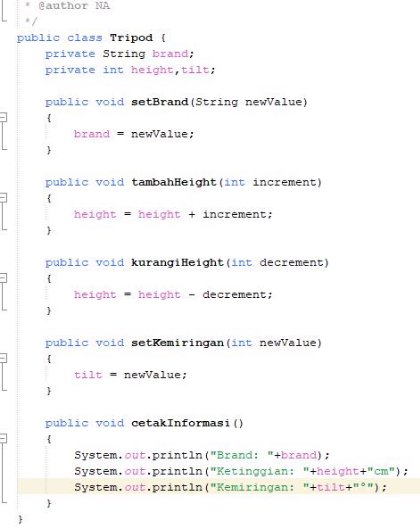 * @author NA
*/
public class Tripod {
private String brand;
private int height,tilt;
public void setBrand(String newValue)
{
brand = newValue;
}
public void tambahHeight(int increment)
{
height = height + increment;
}
public void kurangiHeight(int decrement)
{
height = height - decrement;
}
public void setKemiringan(int newValue)
{
tilt = newValue;
}
public void cetakInformasi()
{
System.out.println("Brand: "+brand);
System.out.println("Ketinggian: "+height+"cm");
System.out.println("Kemiringan: "+tilt+"°");
}
}